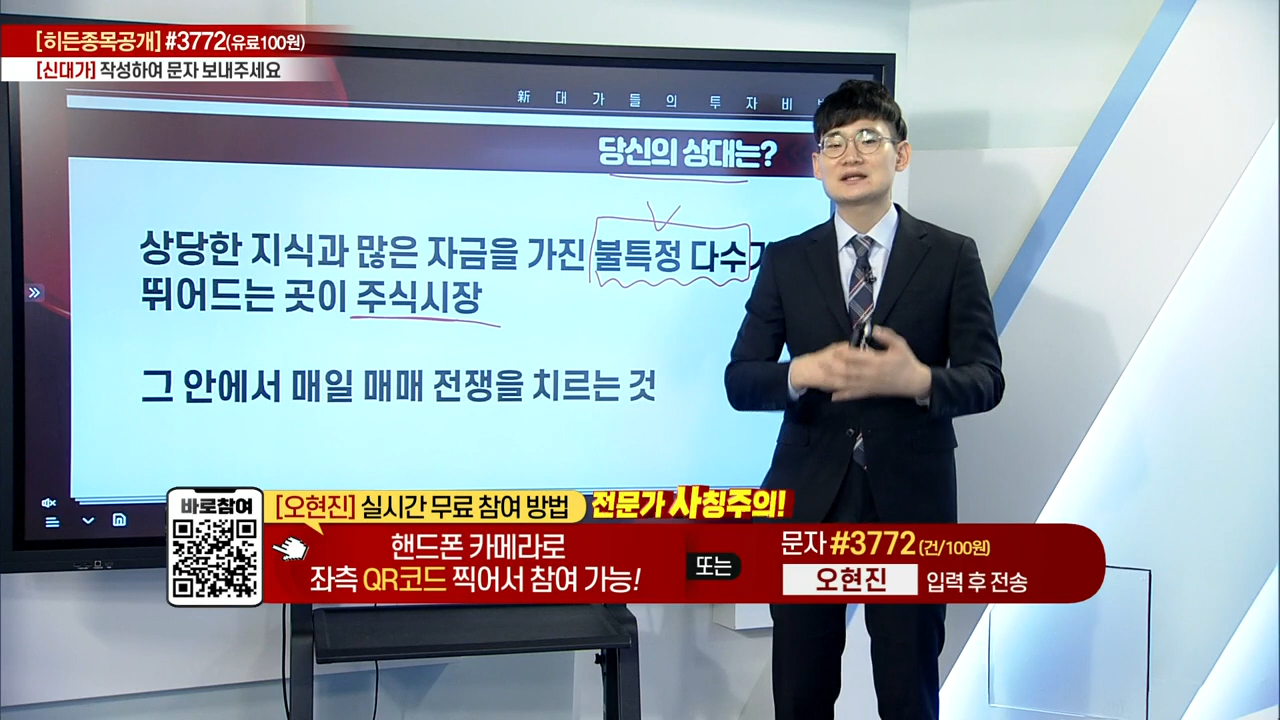 [히든종목공개] #3772(유료100원)
[신대가] 작성하여 문자 보내주세요
新 대 가 들 의 투 자 비
당신의 상대는?
상당한 지식과 많은 자금을 가진 불특정 다수가
뛰어드는 곳이 주식시장
그 안에서 매일 매매 전쟁을 치르는 것
바로참여
[오현진] 실시간 무료 참여 방법
전문가 사칭주의!
핸드폰 카메라로
좌측 QR코드 찍어서 참여 가능!
또는
문자 #3772 (건/100원)
오현진 입력 후 전송